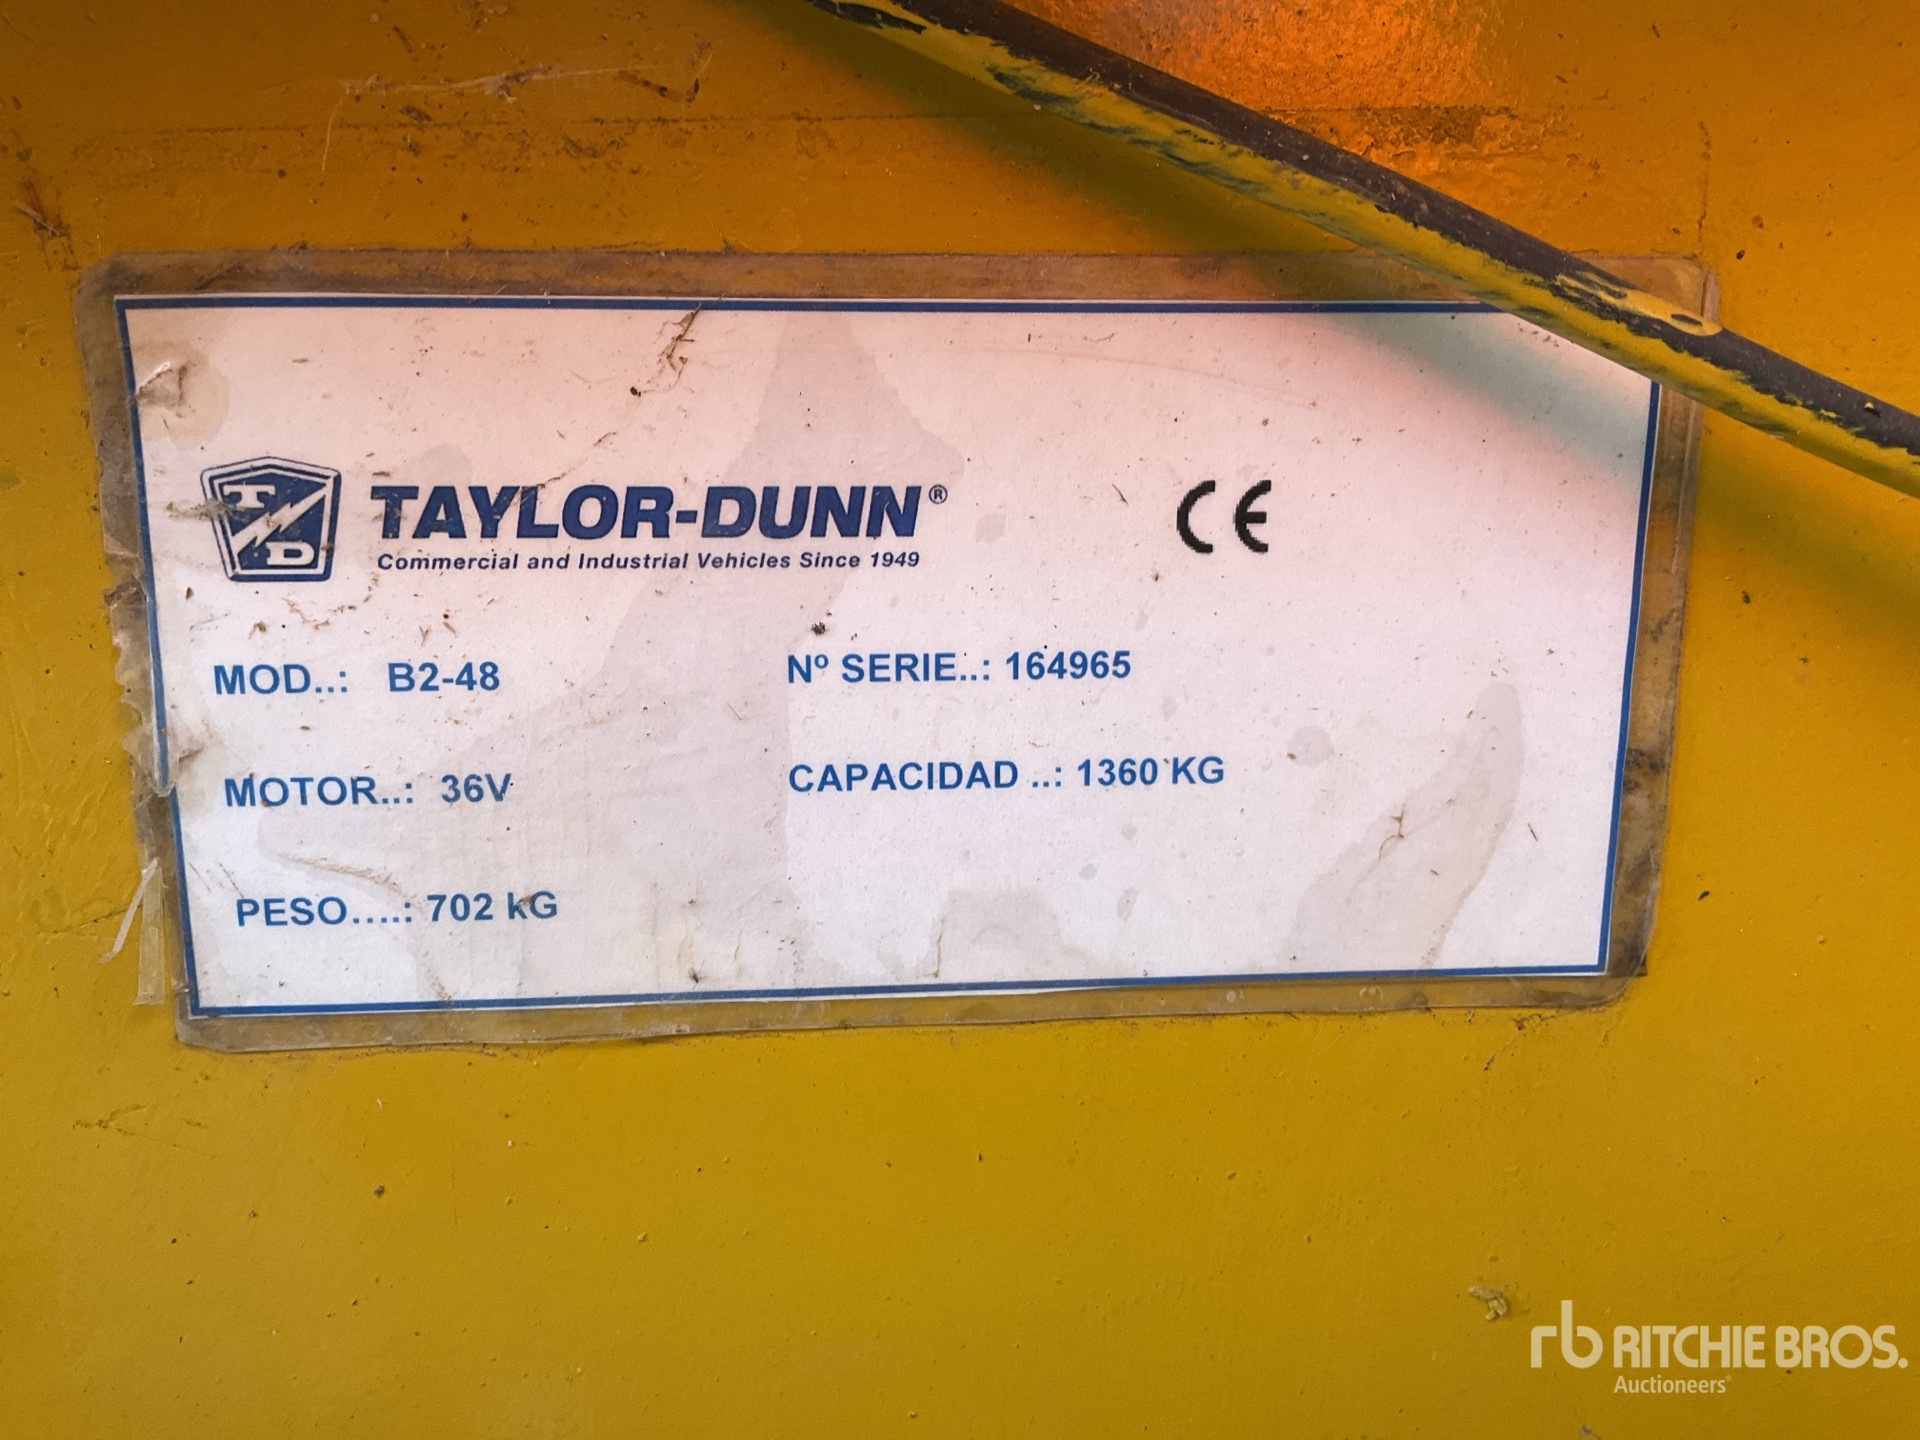 T D
TAYLOR-DUNN®
Commercial and Industrial Vehicles Since 1949
CE
MOD..: B2-48
Nº SERIE..: 164965
MOTOR..: 36V
CAPACIDAD ..: 1360 KG
PESO....: 702 kG
rb RITCHIE BROS.
Auctioneers®